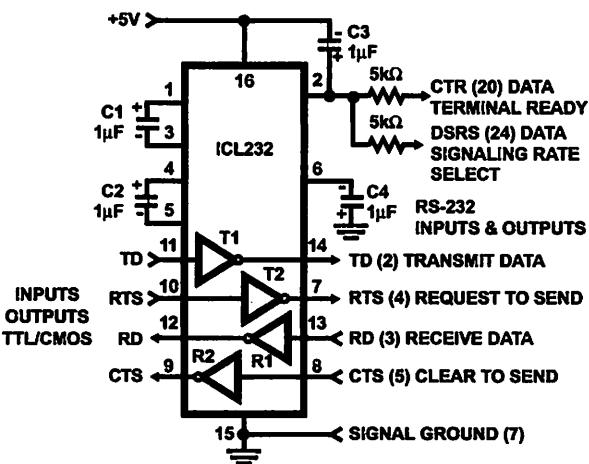 +5V
- C3
+ 1µF
16
2
5kΩ
CTR (20) DATA
TERMINAL READY
1
C1 +
1µF -
3
ICL232
5kΩ
DSRS (24) DATA
SIGNALING RATE
SELECT
4
C2 +
1µF -
5
6
- C4
+ 1µF
RS-232
INPUTS & OUTPUTS
TD
11
T1
14
TD (2) TRANSMIT DATA
INPUTS
OUTPUTS
TTL/CMOS
RTS
10
T2
7
RTS (4) REQUEST TO SEND
RD
12
R1
13
RD (3) RECEIVE DATA
CTS
9
R2
8
CTS (5) CLEAR TO SEND
15
SIGNAL GROUND (7)